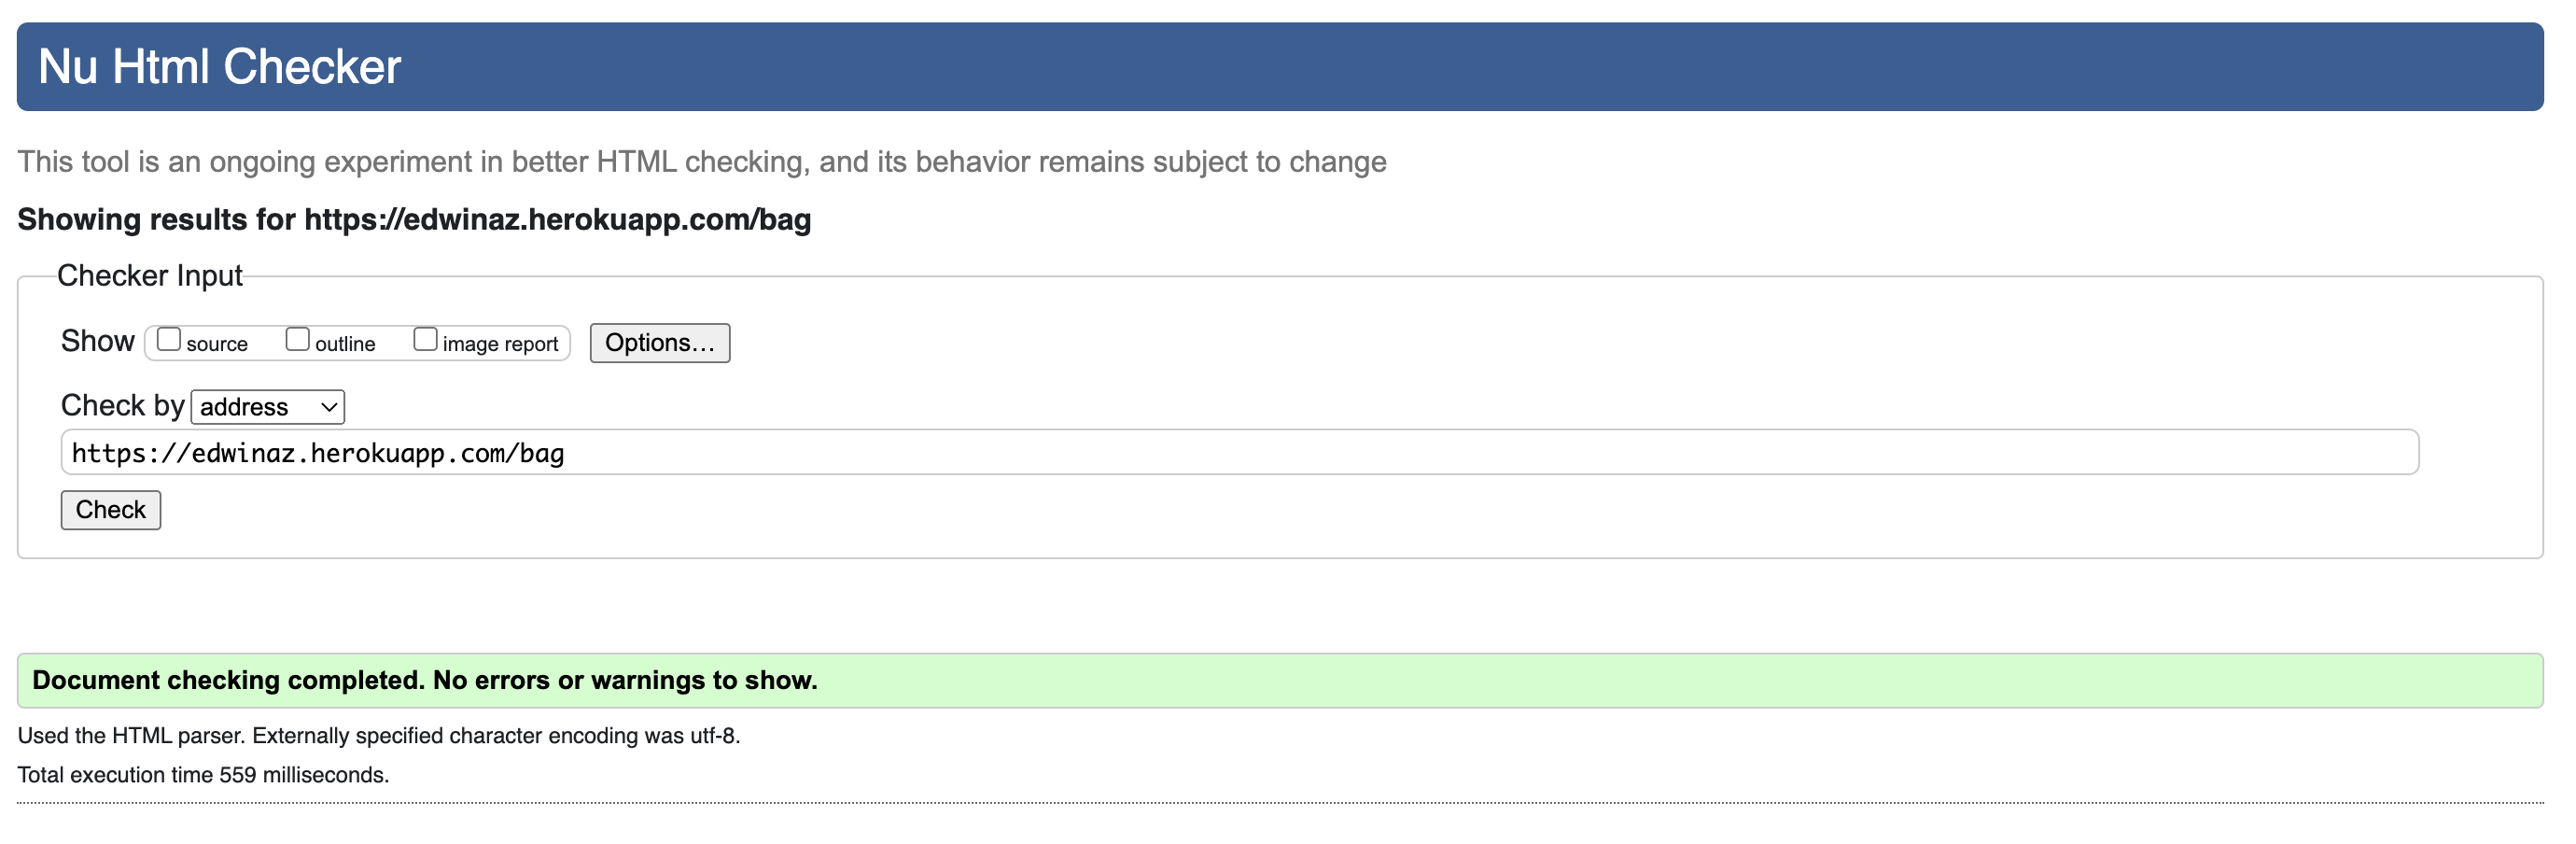 Nu Html Checker
This tool is an ongoing experiment in better HTML checking, and its behavior remains subject to change
Showing results for https://edwinaz.herokuapp.com/bag
Checker Input
Show source outline image report Options...
Check by address
https://edwinaz.herokuapp.com/bag
Check
Document checking completed. No errors or warnings to show.
Used the HTML parser. Externally specified character encoding was utf-8.
Total execution time 559 milliseconds.